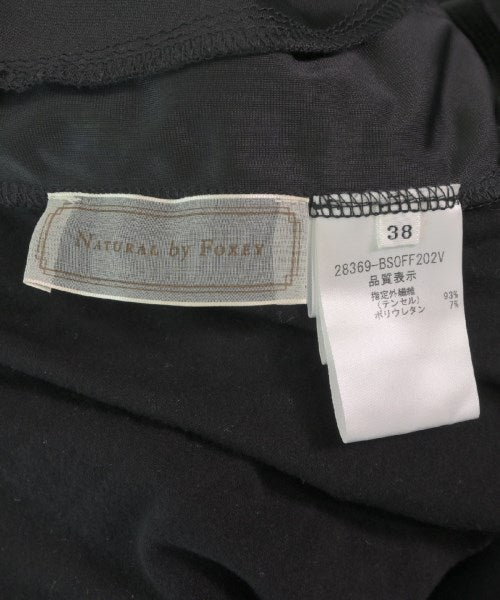 NATURAL by FOXEY
38
28369-BSOFF202V
品質表示
指定外繊維 93%
(テンセル) 7%
ポリウレタン